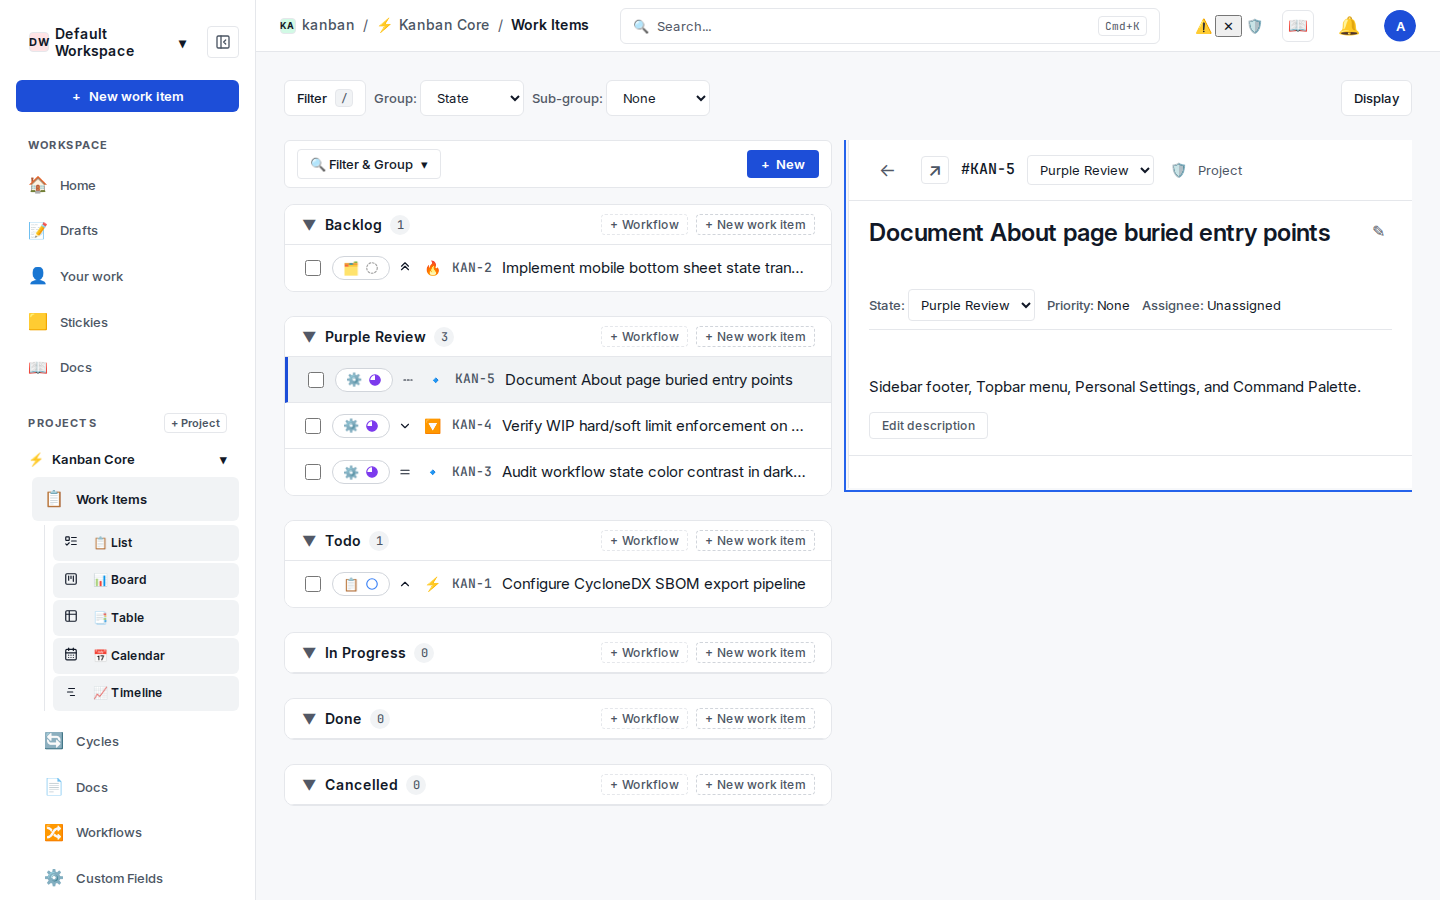 DW Default Workspace ▾
+ New work item
WORKSPACE
Home
Drafts
Your work
Stickies
Docs
PROJECTS + Project
Kanban Core ▾
Work Items
List
Board
Table
Calendar
Timeline
Cycles
Docs
Workflows
Custom Fields
KA kanban / Kanban Core / Work Items
Search... Cmd+K
A
Filter / Group: State Sub-group: None Display
Filter & Group ▾ + New
Backlog 1 + Workflow + New work item
KAN-2 Implement mobile bottom sheet state tran...
Purple Review 3 + Workflow + New work item
KAN-5 Document About page buried entry points
KAN-4 Verify WIP hard/soft limit enforcement on ...
KAN-3 Audit workflow state color contrast in dark...
Todo 1 + Workflow + New work item
KAN-1 Configure CycloneDX SBOM export pipeline
In Progress 0 + Workflow + New work item
Done 0 + Workflow + New work item
Cancelled 0 + Workflow + New work item
#KAN-5 Purple Review Project
Document About page buried entry points
State: Purple Review Priority: None Assignee: Unassigned
Sidebar footer, Topbar menu, Personal Settings, and Command Palette.
Edit description